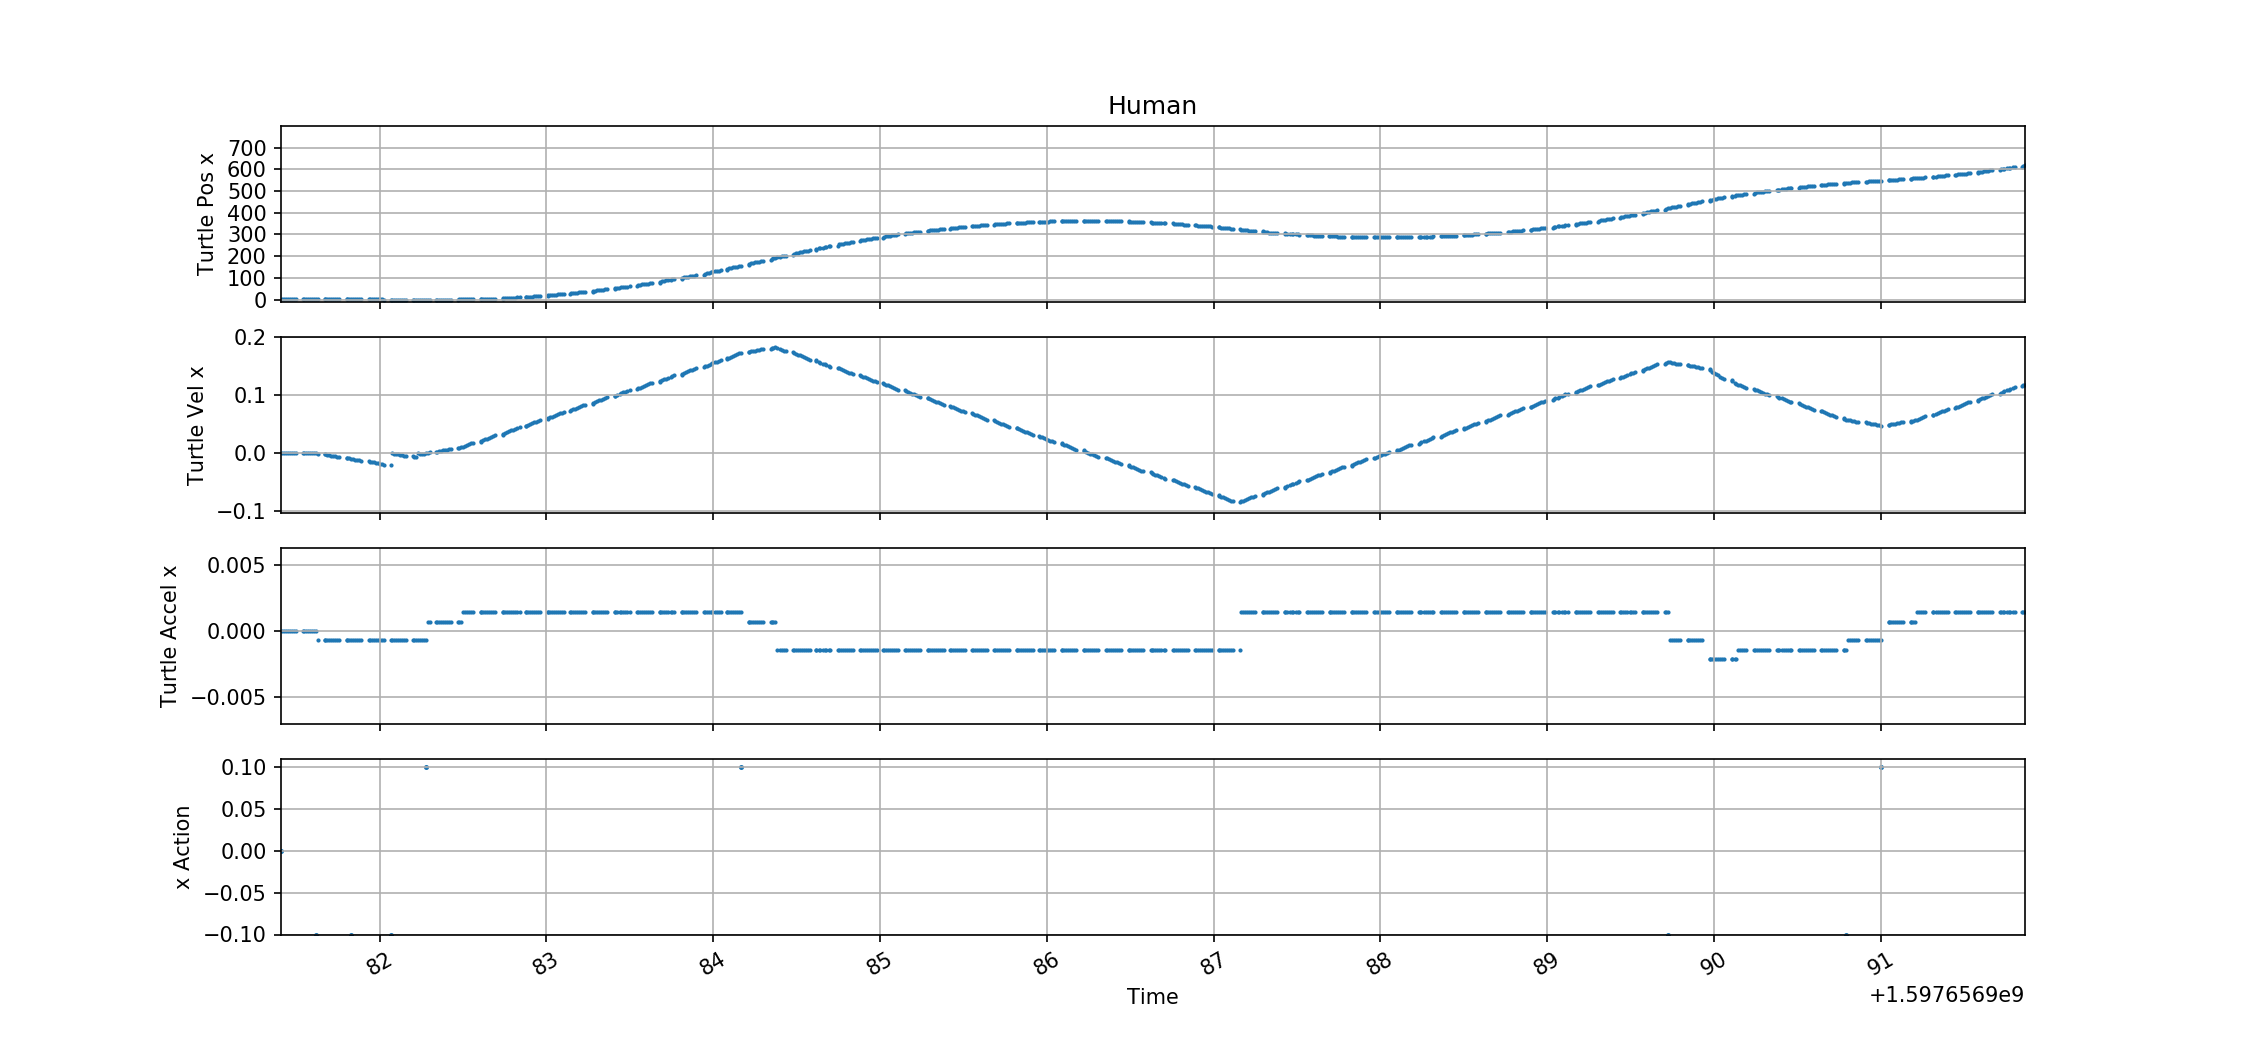 Human
Turtle Pos x
700
600
500
400
300
200
100
0
Turtle Vel x
0.2
0.1
0.0
−0.1
Turtle Accel x
0.005
0.000
−0.005
x Action
0.10
0.05
0.00
−0.05
−0.10
82 83 84 85 86 87 88 89 90 91
Time
+1.5976569e9